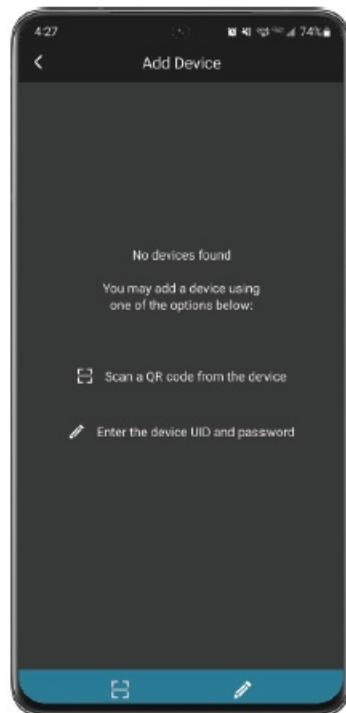 4:27 74%
Add Device
No devices found
You may add a device using
one of the options below:
Scan a QR code from the device
Enter the device UID and password